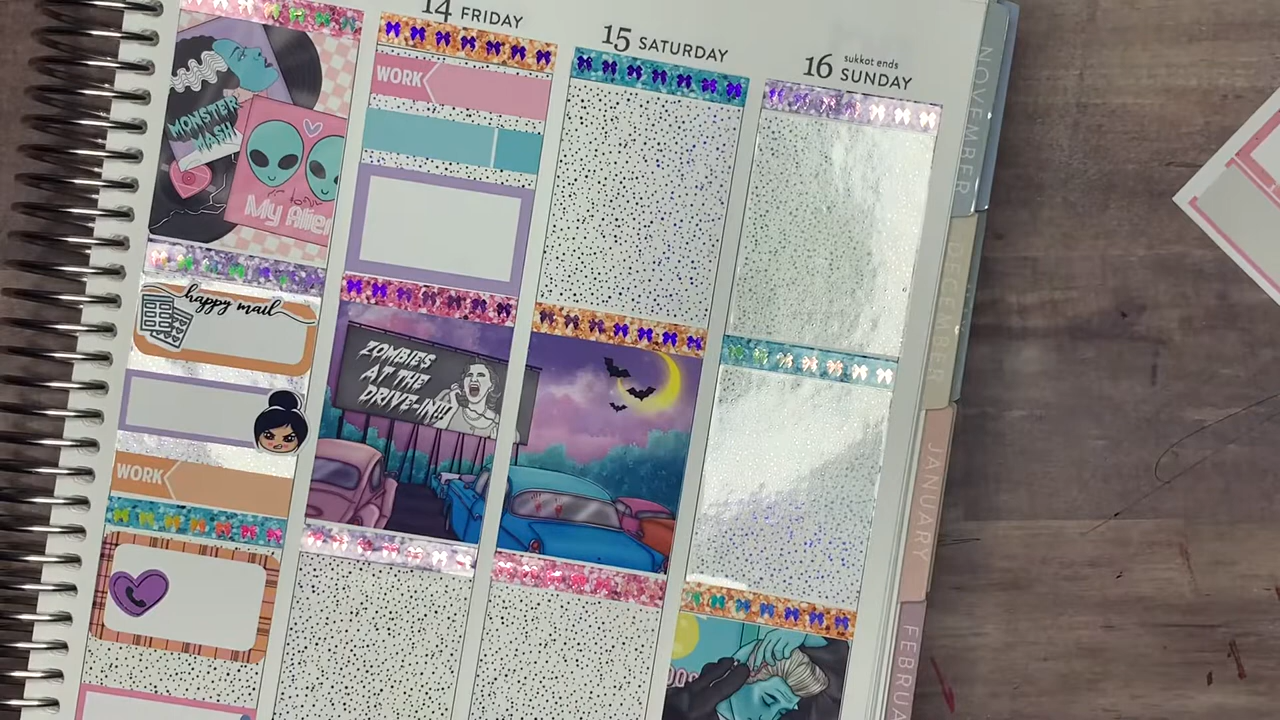 14 FRIDAY
15 SATURDAY
16 sukkot ends
SUNDAY
MONSTER
MASH
My Alien
WORK
happy mail
WORK
ZOMBIES
AT THE
DRIVE-IN!!!
NOVEMBER
DECEMBER
JANUARY